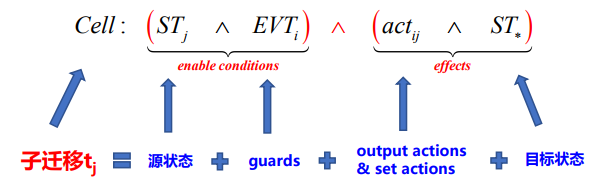 Cell: (ST_j ∧ EVT_i) ∧ (act_ij ∧ ST_*)
enable conditions effects
子迁移t_j = 源状态 + guards + output actions & set actions + 目标状态